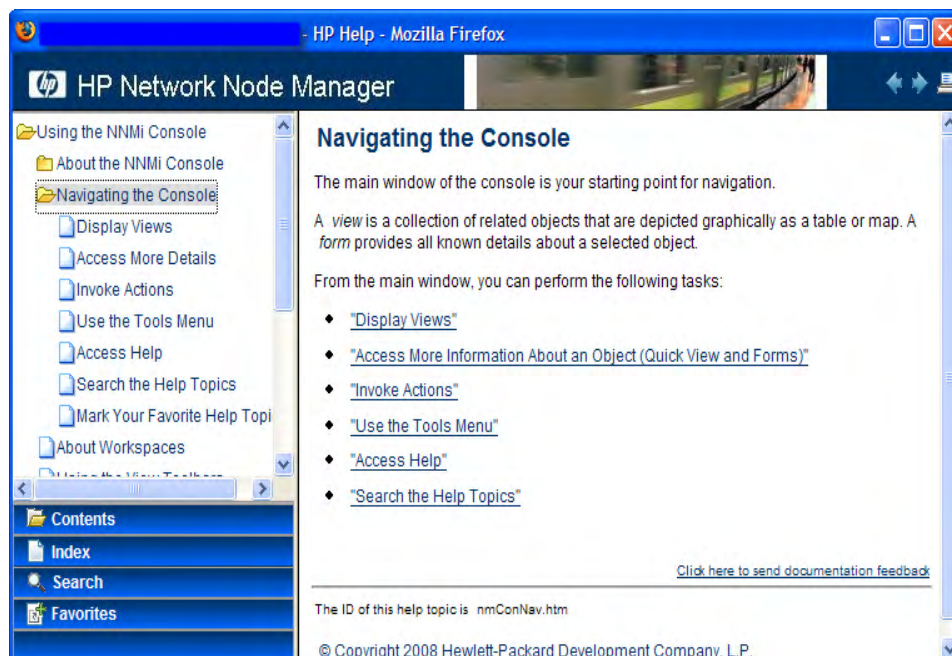 - HP Help - Mozilla Firefox
hp HP Network Node Manager
Using the NNMi Console
About the NNMi Console
Navigating the Console
Display Views
Access More Details
Invoke Actions
Use the Tools Menu
Access Help
Search the Help Topics
Mark Your Favorite Help Topi
About Workspaces
Contents
Index
Search
Favorites
Navigating the Console
The main window of the console is your starting point for navigation.
A view is a collection of related objects that are depicted graphically as a table or map. A
form provides all known details about a selected object.
From the main window, you can perform the following tasks:
"Display Views"
"Access More Information About an Object (Quick View and Forms)"
"Invoke Actions"
"Use the Tools Menu"
"Access Help"
"Search the Help Topics"
Click here to send documentation feedback
The ID of this help topic is nmConNav.htm
© Copyright 2008 Hewlett-Packard Development Company, L.P.